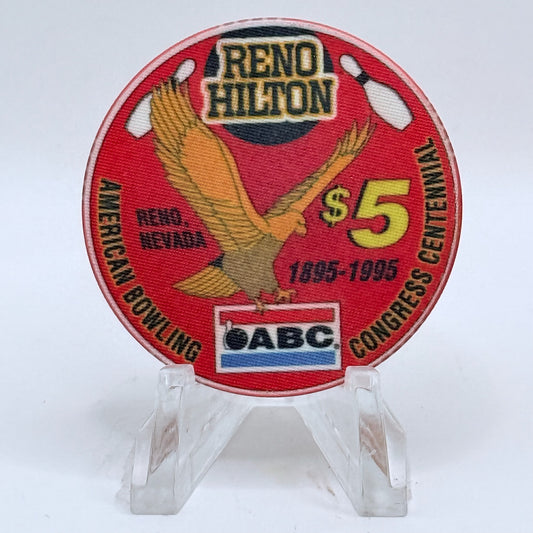 RENO
HILTON
RENO,
NEVADA
$5
1895-1995
AMERICAN BOWLING
CONGRESS CENTENNIAL
ABC®